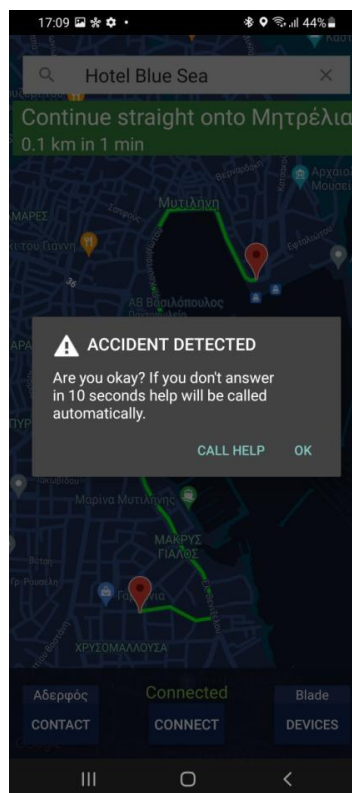 17:09
44%
Hotel Blue Sea
Continue straight onto Μητρέλια
0.1 km in 1 min
Μυτιλήνη
ΑΒ Βασιλόπουλος
ACCIDENT DETECTED
Are you okay? If you don't answer
in 10 seconds help will be called
automatically.
CALL HELP OK
Μαρίνα Μυτιλήνης
ΜΑΚΡΥΣ
ΓΙΑΛΟΣ
ΧΡΥΣΟΜΑΛΛΟΥΣΑ
Αδερφός Connected Blade
CONTACT CONNECT DEVICES